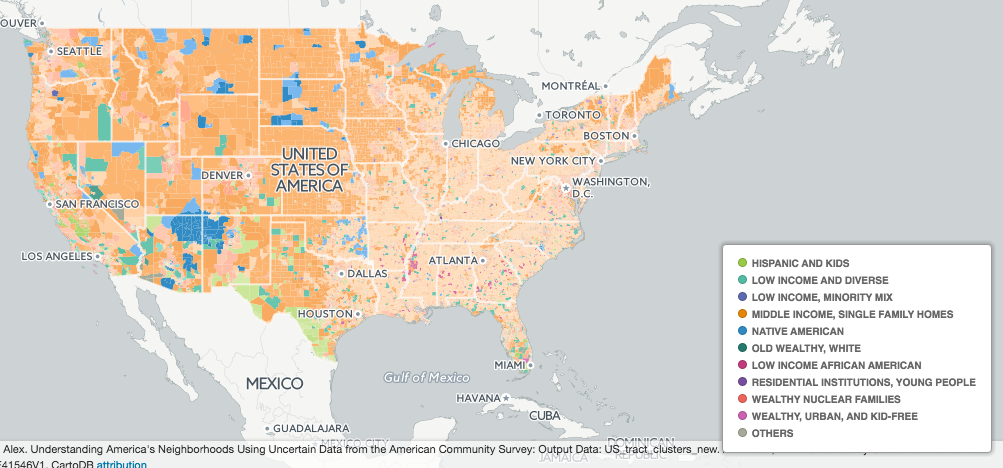 OUVER
SEATTLE
MONTRÉAL
TORONTO
BOSTON
CHICAGO
NEW YORK CITY
UNITED
STATES OF
AMERICA
DENVER
WASHINGTON,
D.C.
SAN FRANCISCO
LOS ANGELES
ATLANTA
DALLAS
HOUSTON
MIAMI
MEXICO
Gulf of Mexico
HAVANA
CUBA
GUADALAJARA
MEXICO CITY
DOMINICAN
JAMAICA
REPUBLIC
HISPANIC AND KIDS
LOW INCOME AND DIVERSE
LOW INCOME, MINORITY MIX
MIDDLE INCOME, SINGLE FAMILY HOMES
NATIVE AMERICAN
OLD WEALTHY, WHITE
LOW INCOME AFRICAN AMERICAN
RESIDENTIAL INSTITUTIONS, YOUNG PEOPLE
WEALTHY NUCLEAR FAMILIES
WEALTHY, URBAN, AND KID-FREE
OTHERS
Alex. Understanding America's Neighborhoods Using Uncertain Data from the American Community Survey: Output Data: US_tract_clusters_new.
E41546V1, CartoDB attribution